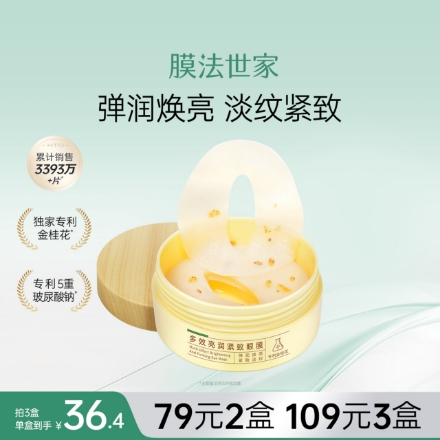 膜法世家
弹润焕亮 淡纹紧致
累计销售
3393万
+片
独家专利
金桂花*
专利5重
玻尿酸钠*
多效亮润紧致眼膜
拍3盒
单盒到手 ¥36.4
79元2盒 109元3盒